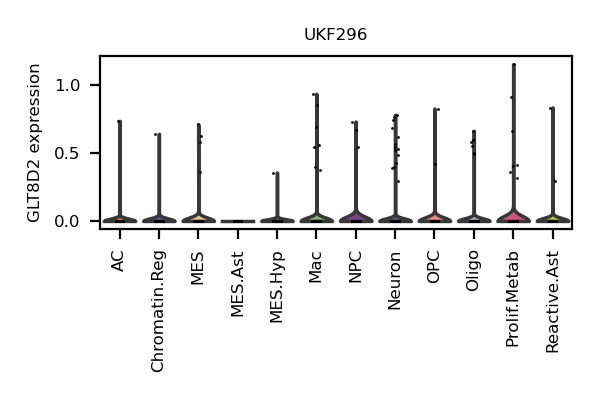 UKF296
GLT8D2 expression
1.0
0.5
0.0
AC
Chromatin.Reg
MES
MES.Ast
MES.Hyp
Mac
NPC
Neuron
OPC
Oligo
Prolif.Metab
Reactive.Ast